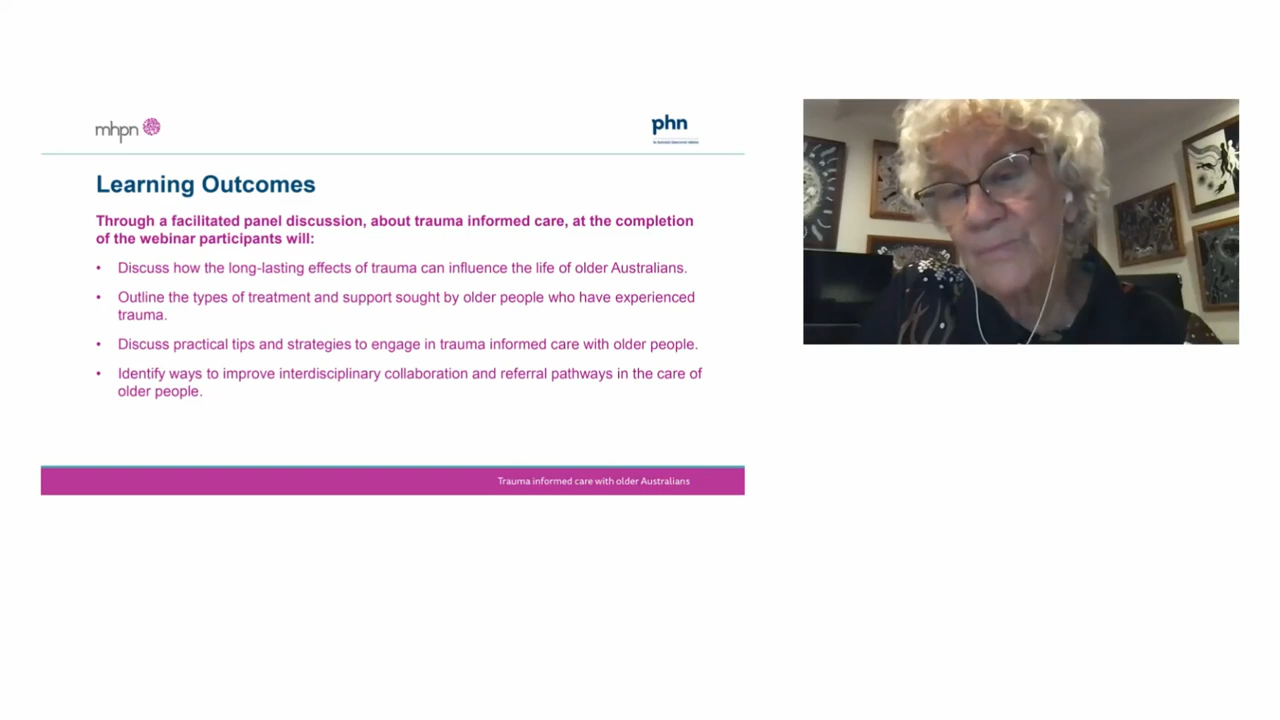 mhpn
phn
Learning Outcomes
Through a facilitated panel discussion, about trauma informed care, at the completion
of the webinar participants will:
• Discuss how the long-lasting effects of trauma can influence the life of older Australians.
• Outline the types of treatment and support sought by older people who have experienced
trauma.
• Discuss practical tips and strategies to engage in trauma informed care with older people.
• Identify ways to improve interdisciplinary collaboration and referral pathways in the care of
older people.
Trauma informed care with older Australians